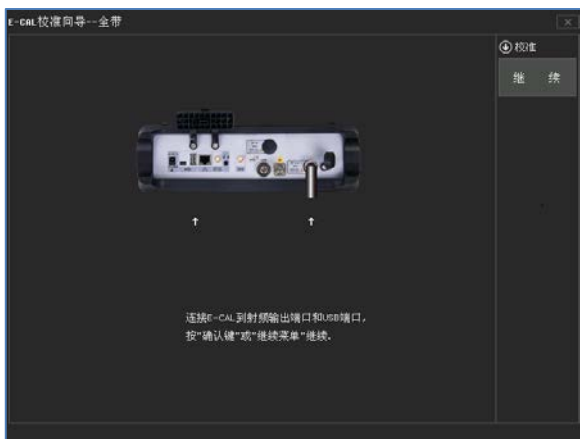 E-CAL校准向导--全带
校准
继 续
连接E-CAL到射频输出端口和USB端口,
按"确认键"或"继续菜单"继续.